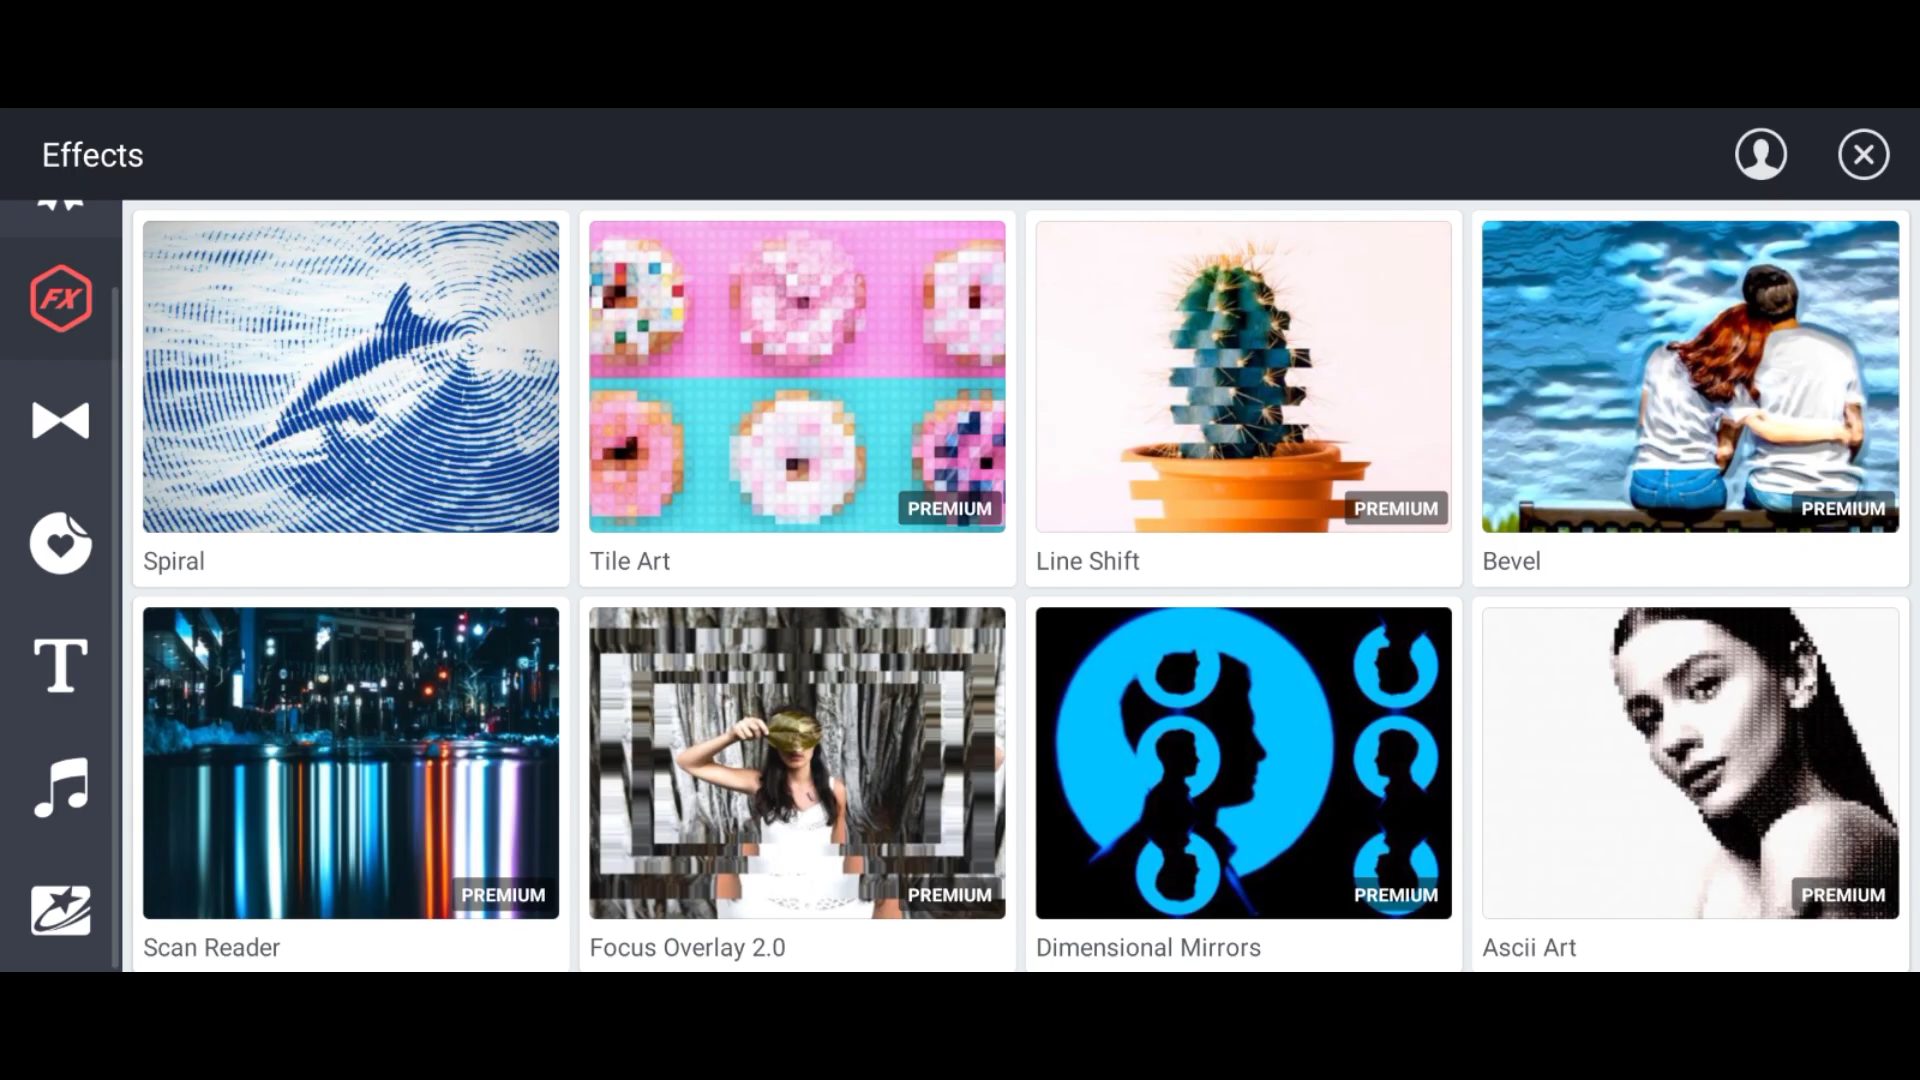 Effects
FX
PREMIUM
PREMIUM
PREMIUM
Spiral
Tile Art
Line Shift
Bevel
T
PREMIUM
PREMIUM
PREMIUM
PREMIUM
Scan Reader
Focus Overlay 2.0
Dimensional Mirrors
Ascii Art